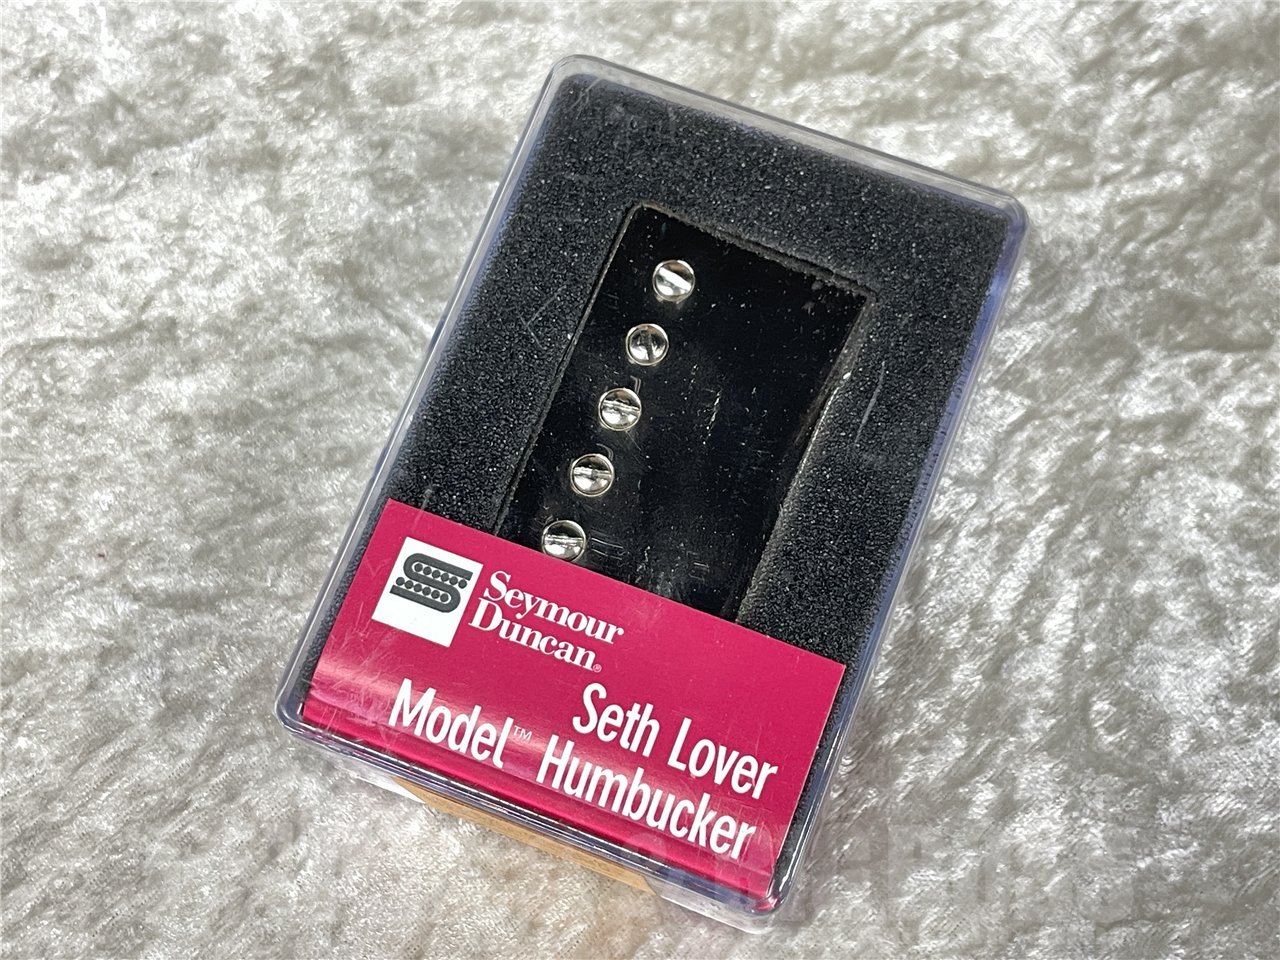 Seymour
Duncan®
Seth Lover
Model™ Humbucker